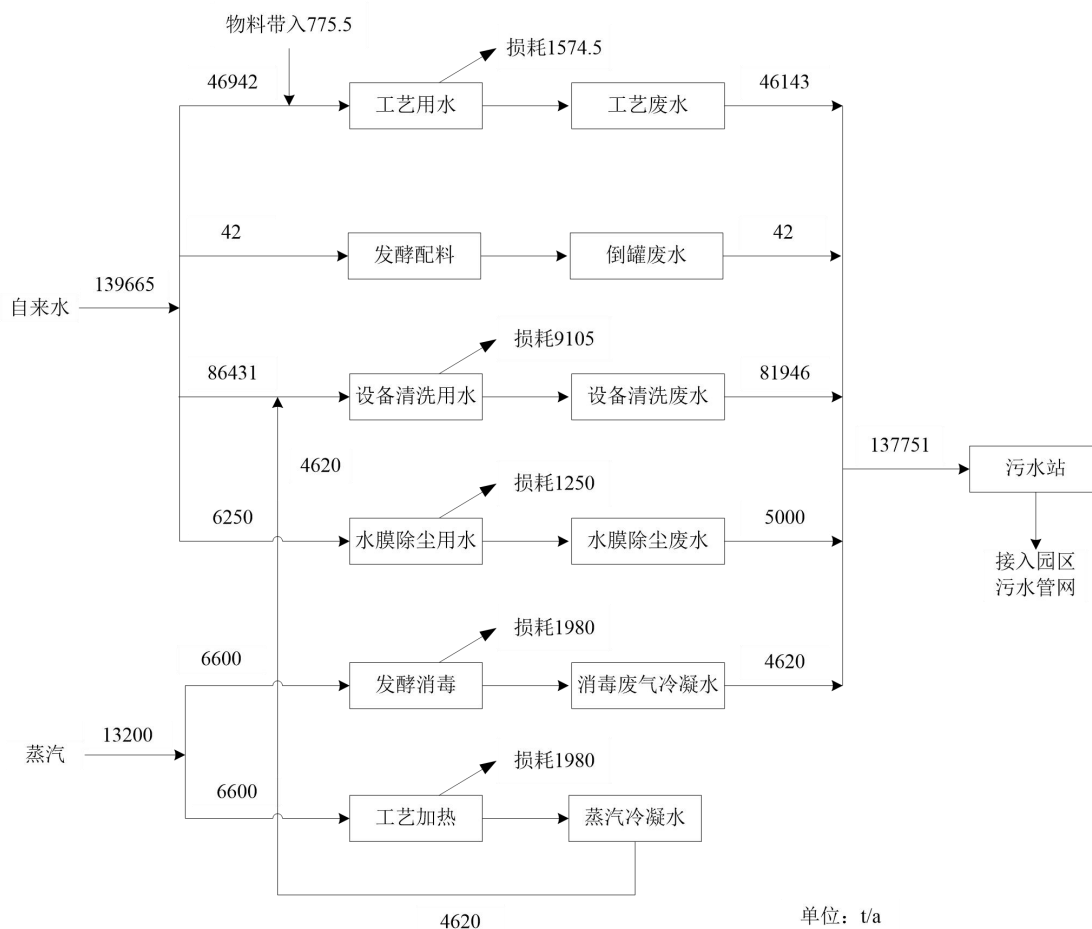 物料带入775.5
损耗1574.5
46942
工艺用水
工艺废水
46143
42
发酵配料
倒罐废水
42
139665
自来水
损耗9105
86431
设备清洗用水
设备清洗废水
81946
137751
污水站
4620
损耗1250
6250
水膜除尘用水
水膜除尘废水
5000
接入园区
污水管网
损耗1980
6600
发酵消毒
消毒废气冷凝水
4620
13200
蒸汽
损耗1980
6600
工艺加热
蒸汽冷凝水
4620
单位：t/a